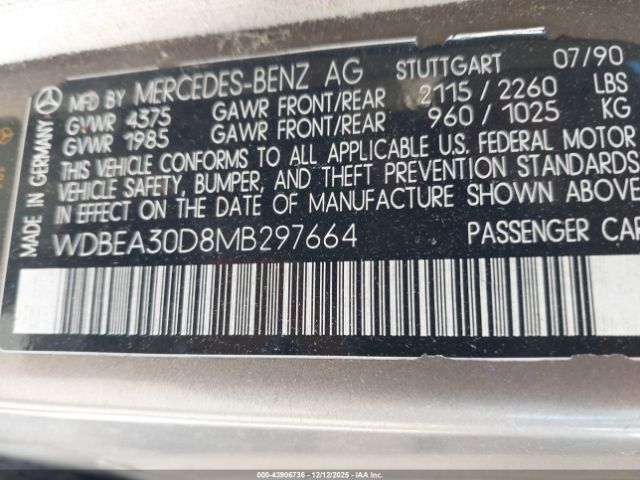 MFD BY MERCEDES-BENZ AG STUTTGART 07/90
GVWR 4375 GAWR FRONT/REAR 2115 / 2260 LBS
GVWR 1985 GAWR FRONT/REAR 960 / 1025 KG
THIS VEHICLE CONFORMS TO ALL APPLICABLE U.S. FEDERAL MOTOR
VEHICLE SAFETY, BUMPER, AND THEFT PREVENTION STANDARDS
IN EFFECT ON THE DATE OF MANUFACTURE SHOWN ABOVE
WDBEA30D8MB297664 PASSENGER CAR
MADE IN GERMANY
000-43906736 - 12/12/2025 - IAA Inc.